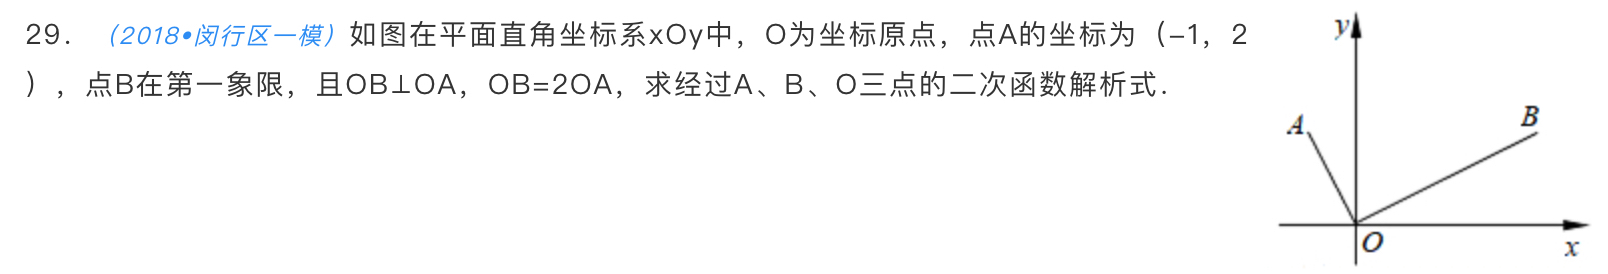 29. （2018•闵行区一模）如图在平面直角坐标系xOy中，O为坐标原点，点A的坐标为（-1，2
），点B在第一象限，且OB⊥OA，OB=2OA，求经过A、B、O三点的二次函数解析式.
y
A
B
O
x